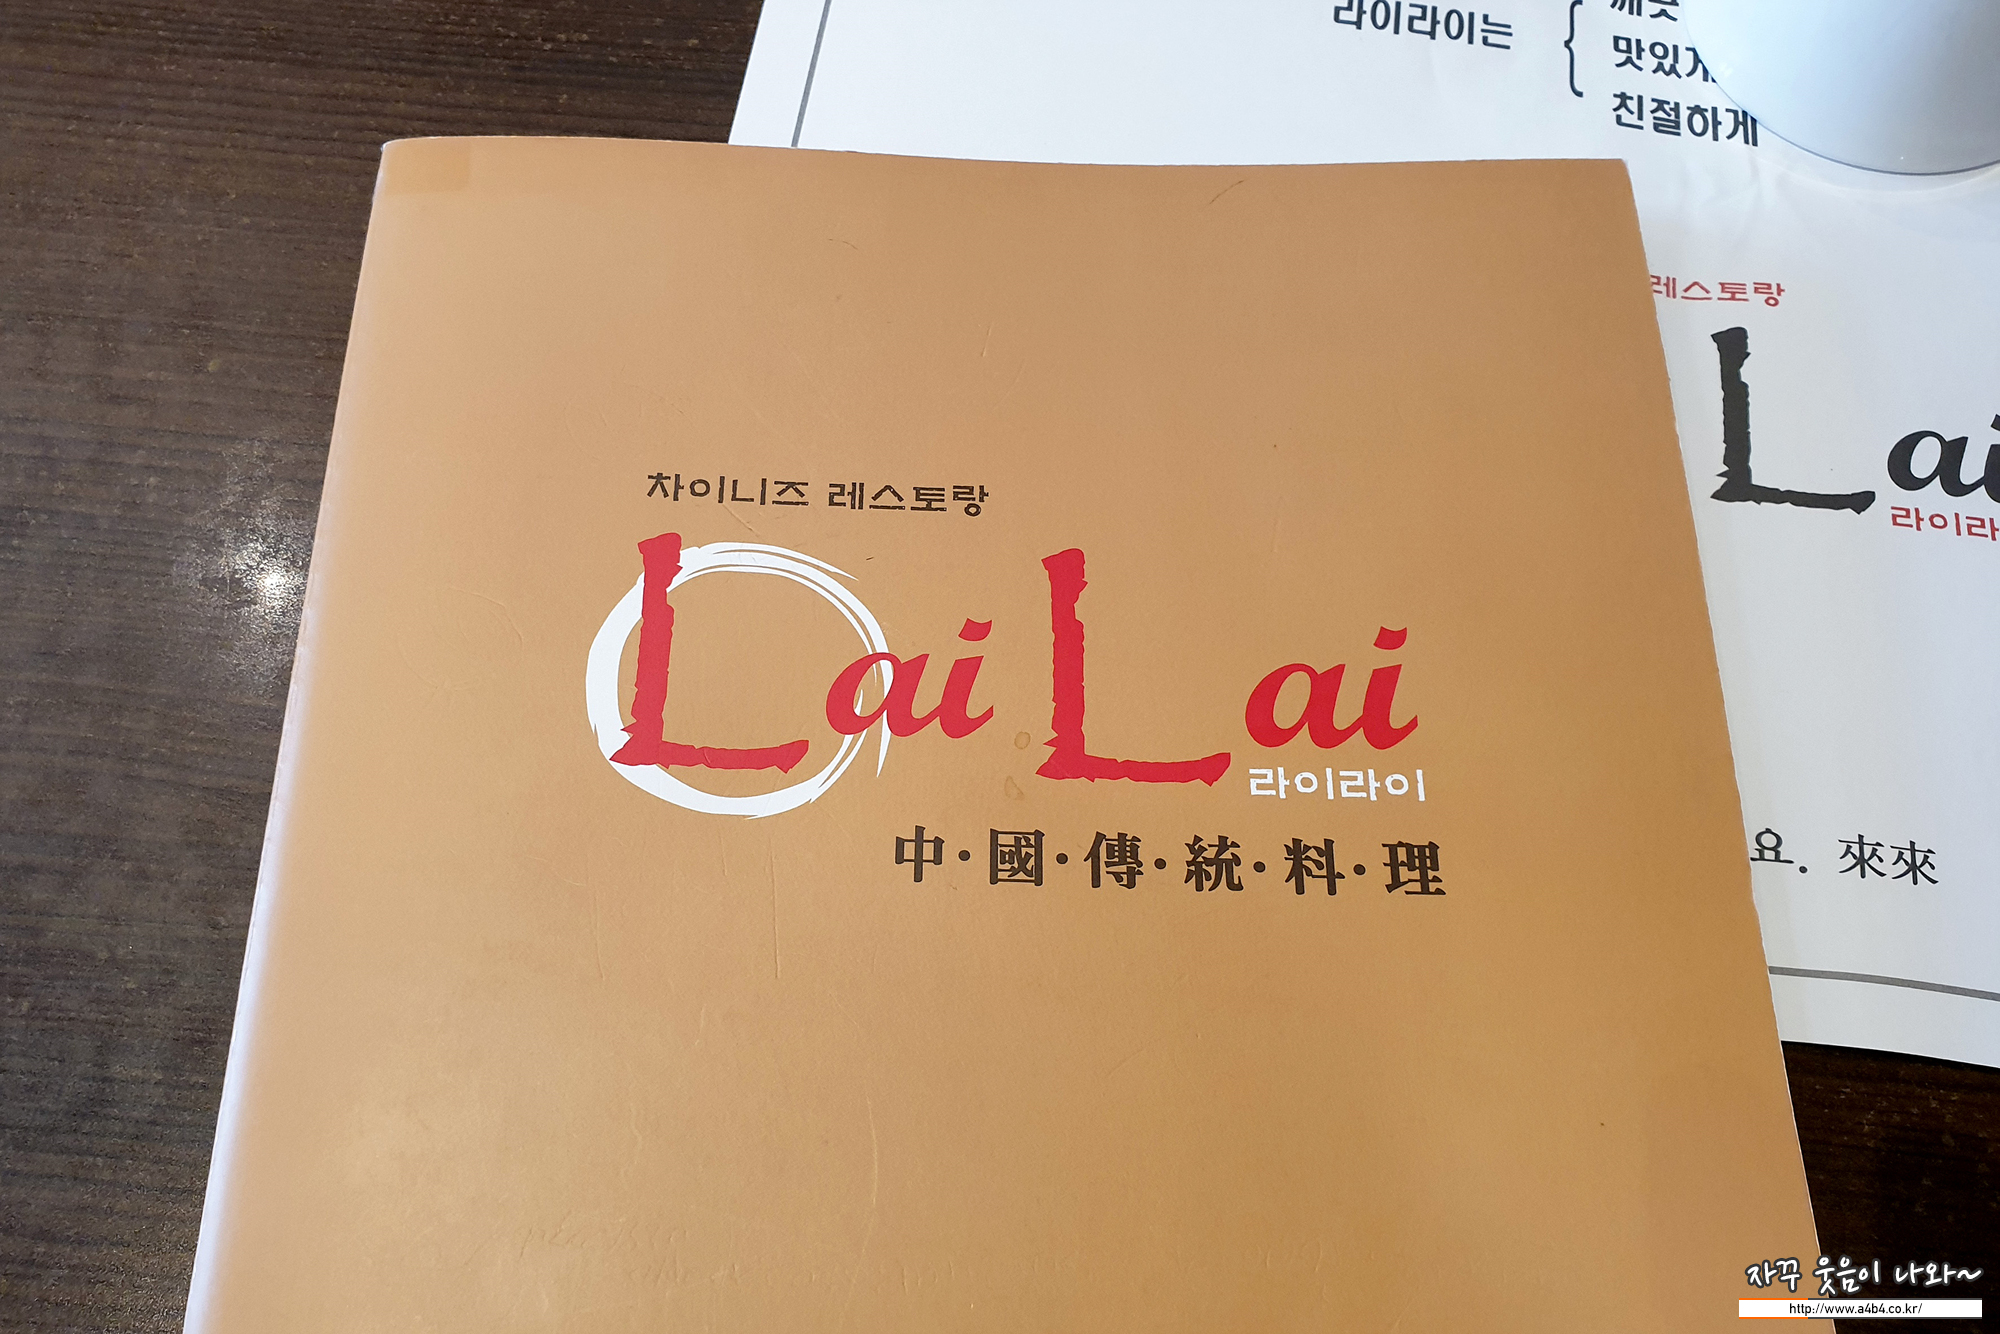 라이라이는
맛있게
친절하게
레스토랑
Lai
라이라
요. 來來
차이니즈 레스토랑
Lai Lai
라이라이
中·國·傳·統·料·理
자꾸 웃음이 나와~
http://www.a4b4.co.kr/